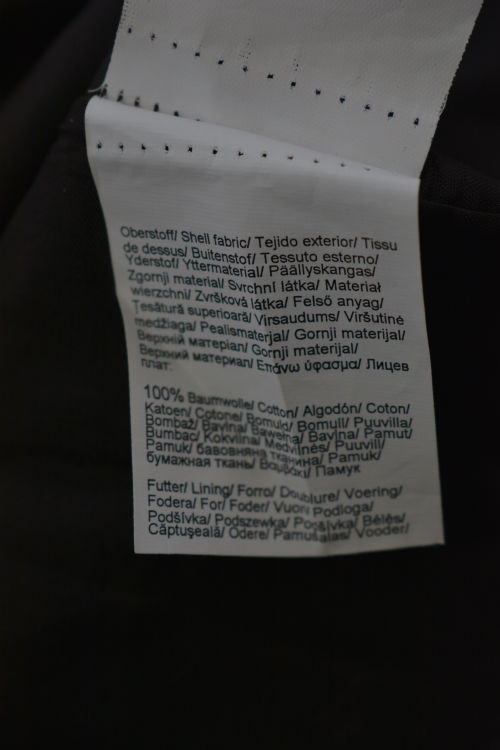 Oberstoff/ Shell fabric/ Tejido exterior/ Tissu
de dessus/ Buitenstof/ Tessuto esterno/
Yderstof/ Yttermaterial/ Päällyskangas/
Zgornji material/ Svrchní látka/ Materiał
wierzchni/ Zvršková látka/ Felső anyag/
Ţesătură superioară/ Virsaudums/ Viršutinė
medžiaga/ Pealismaterjal/ Gornji materijal/
Верхній матеріал/ Gornji materijal/
Верхний материал/ Επάνω ύφασμα/ Лицев
плат:
100% Baumwolle/ Cotton/ Algodón/ Coton/
Katoen/ Cotone/ Bomuld/ Bomull/ Puuvilla/
Bombaž/ Bavlna/ Bawełna/ Bavlna/ Pamut/
Bumbac/ Kokvilna/ Medvilnės/ Puuvill/
Pamuk/ бавовняна тканина/ Pamuk/
бумажная ткань/ Βαμβάκι/ Памук
Futter/ Lining/ Forro/ Doublure/ Voering/
Fodera/ For/ Foder/ Vuori/ Podloga/
Podšívka/ Podszewka/ Podšívka/ Bélés/
Căptuşeală/ Odere/ Pamušalas/ Vooder/